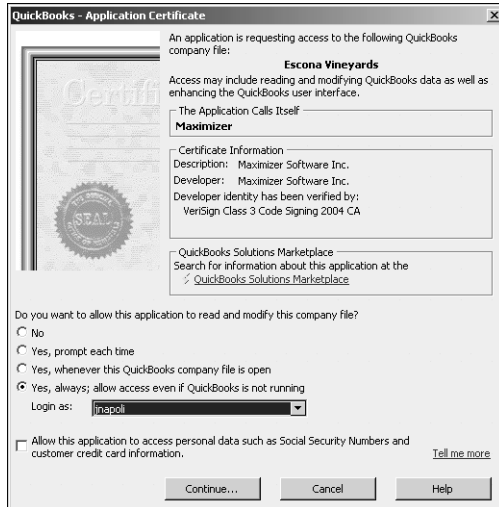 QuickBooks - Application Certificate
An application is requesting access to the following QuickBooks
company file:
Escona Vineyards
Access may include reading and modifying QuickBooks data as well as
enhancing the QuickBooks user interface.
The Application Calls Itself
Maximizer
Certificate Information
Description: Maximizer Software Inc.
Developer: Maximizer Software Inc.
Developer identity has been verified by:
VeriSign Class 3 Code Signing 2004 CA
QuickBooks Solutions Marketplace
Search for information about this application at the
QuickBooks Solutions Marketplace
Certifi
SEAL
Do you want to allow this application to read and modify this company file?
No
Yes, prompt each time
Yes, whenever this QuickBooks company file is open
Yes, always; allow access even if QuickBooks is not running
Login as: jnapoli
Allow this application to access personal data such as Social Security Numbers and
customer credit card information.
Tell me more
Continue... Cancel Help